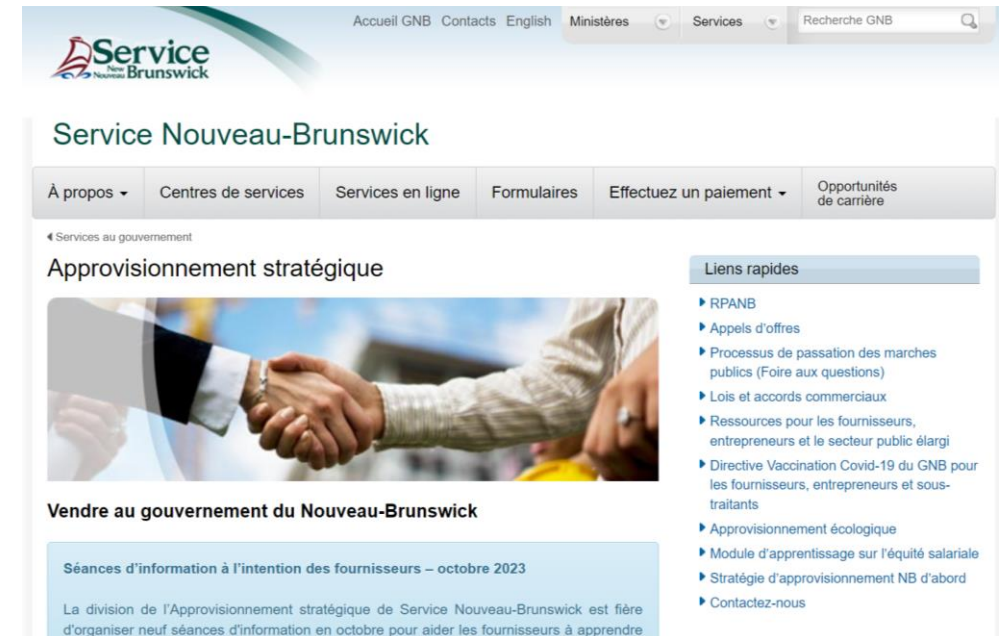 Accueil GNB Contacts English Ministères Services Recherche GNB
Service
New
Nouveau Brunswick
Service Nouveau-Brunswick
À propos Centres de services Services en ligne Formulaires Effectuez un paiement Opportunités
de carrière
Services au gouvernement
Approvisionnement stratégique
Vendre au gouvernement du Nouveau-Brunswick
Séances d'information à l'intention des fournisseurs – octobre 2023
La division de l'Approvisionnement stratégique de Service Nouveau-Brunswick est fière
d'organiser neuf séances d'information en octobre pour aider les fournisseurs à apprendre
Liens rapides
RPANB
Appels d'offres
Processus de passation des marches
publics (Foire aux questions)
Lois et accords commerciaux
Ressources pour les fournisseurs,
entrepreneurs et le secteur public élargi
Directive Vaccination Covid-19 du GNB pour
les fournisseurs, entrepreneurs et sous-
traitants
Approvisionnement écologique
Module d'apprentissage sur l'équité salariale
Stratégie d'approvisionnement NB d'abord
Contactez-nous